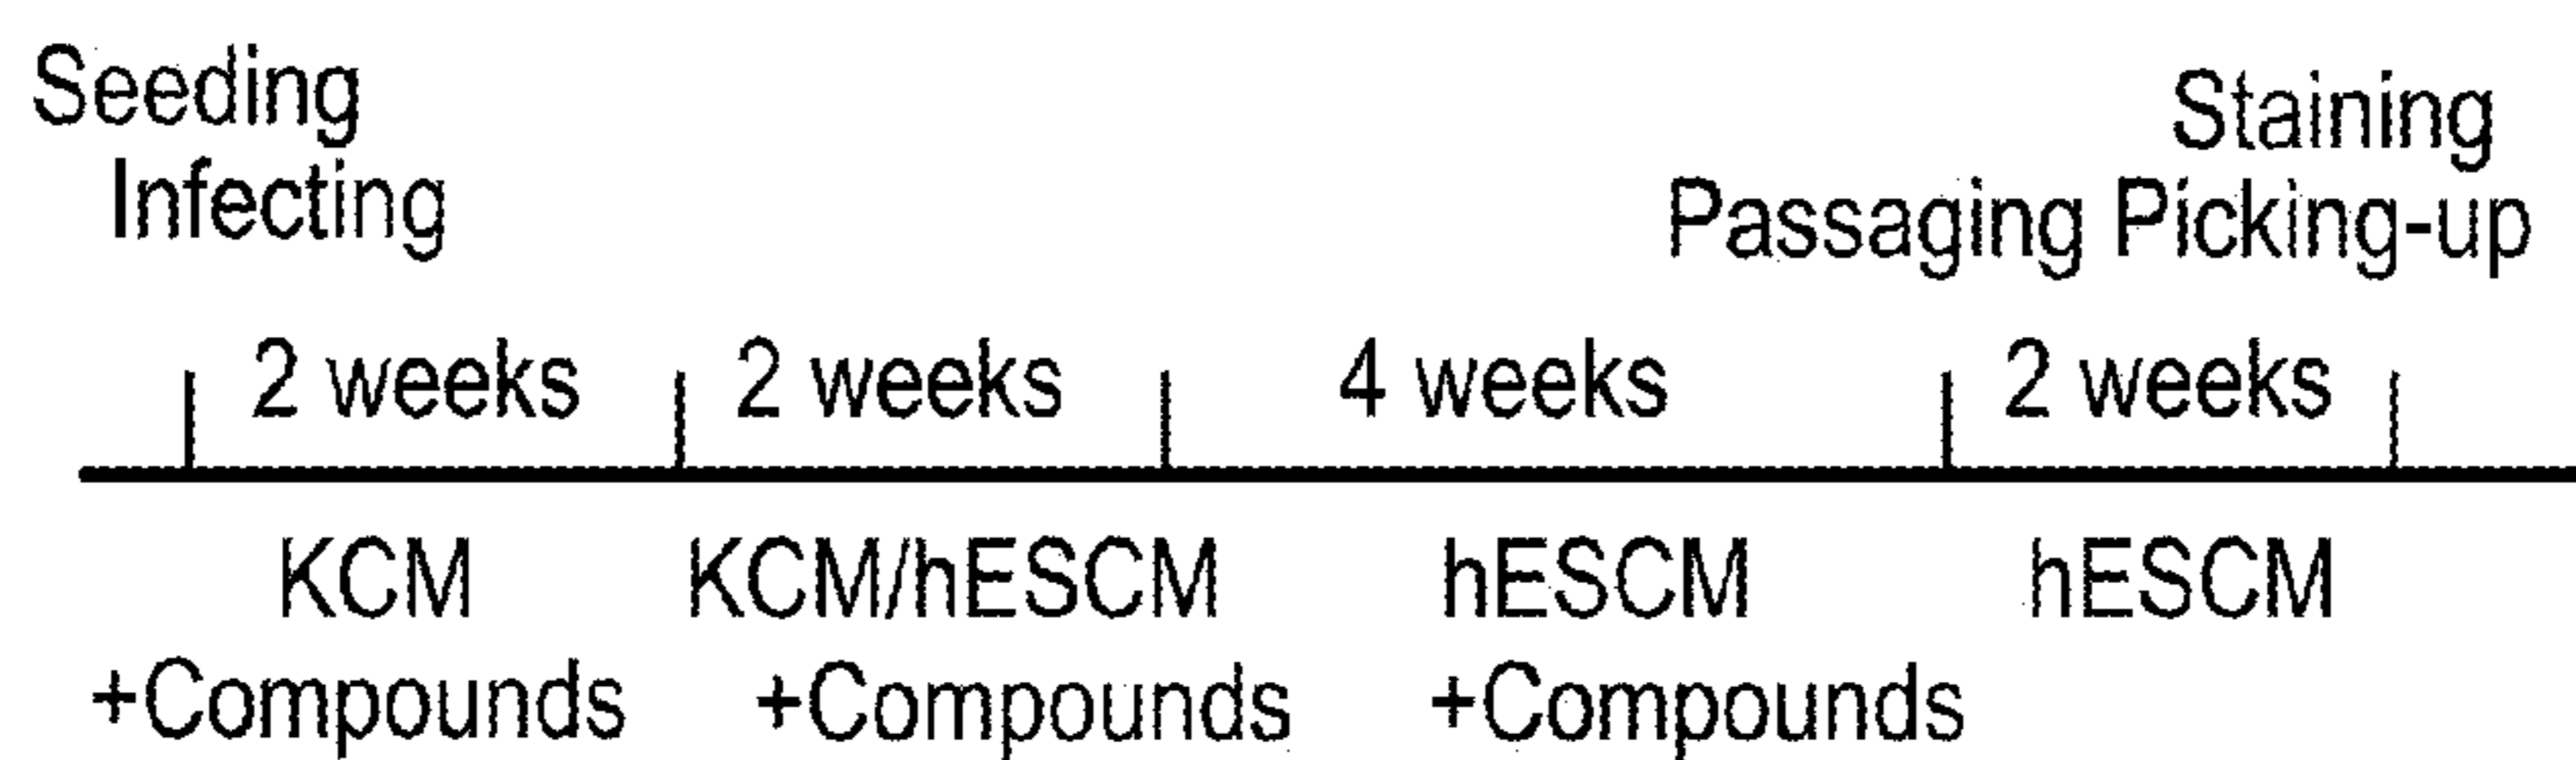 Seeding
Infecting
Staining
Passaging Picking-up
2 weeks
2 weeks
4 weeks
2 weeks
KCM
KCM/hESCM
hESCM
hESCM
+Compounds
+Compounds
+Compounds